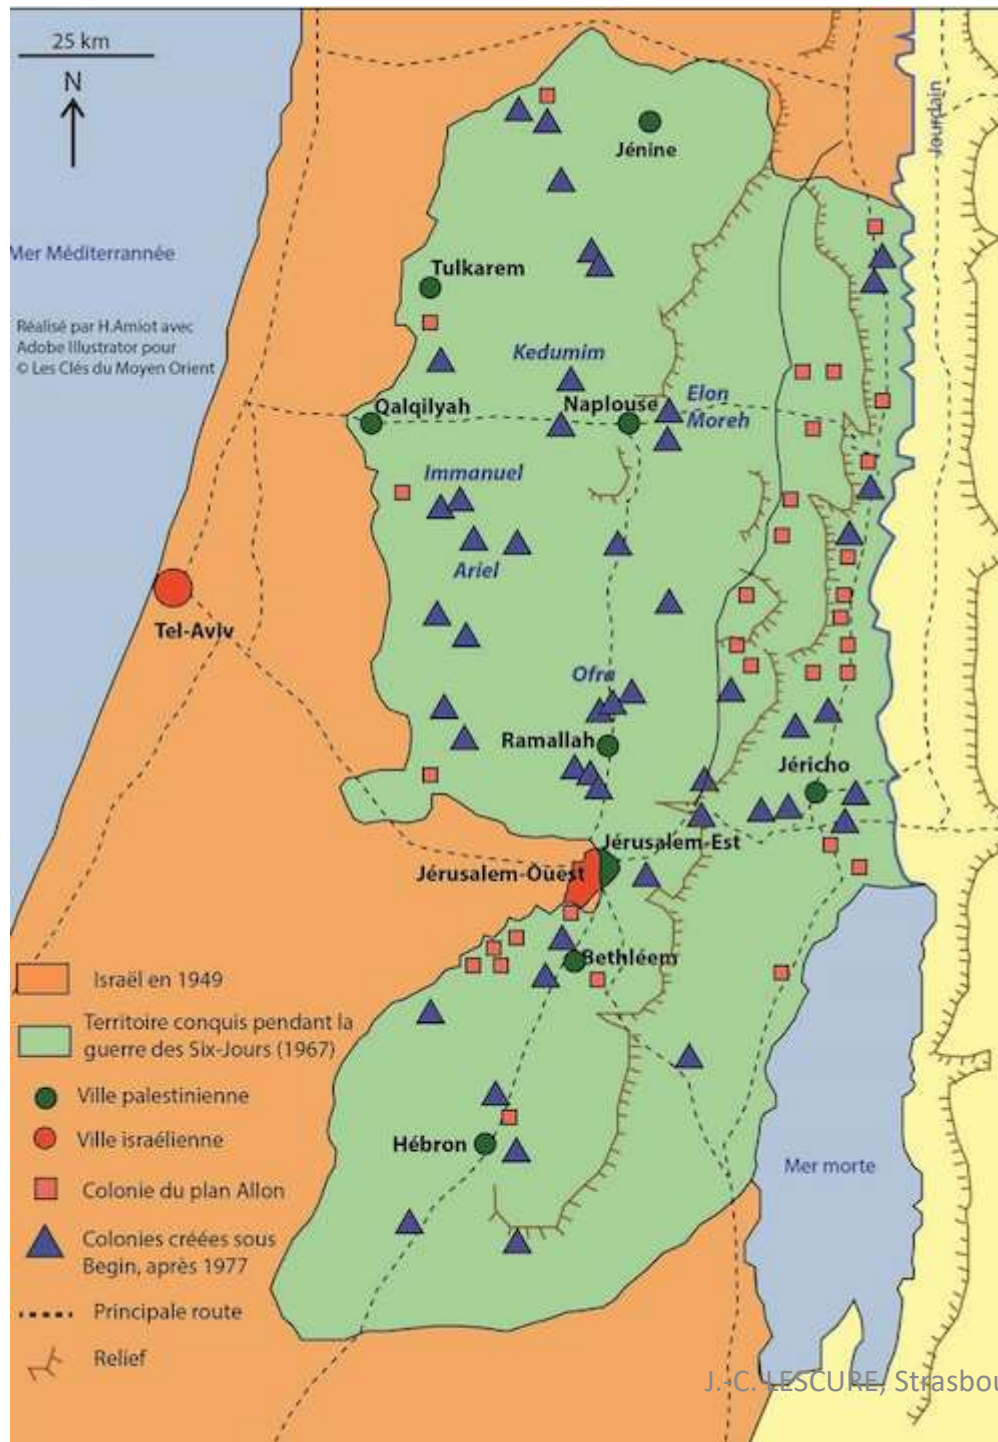 25 km
N
Jourdain
Jénine
Mer Méditerrannée
Tulkarem
Réalisé par H.Amiot avec
Adobe Illustrator pour
© Les Clés du Moyen Orient
Kedumim
Qalqilyah
Naplouse
Elon
Moreh
Immanuel
Ariel
Tel-Aviv
Ofra
Ramallah
Jéricho
Jérusalem-Est
Jérusalem-Ouest
Bethléem
Israël en 1949
Territoire conquis pendant la
guerre des Six-Jours (1967)
Ville palestinienne
Ville israélienne
Hébron
Colonie du plan Allon
Mer morte
Colonies créées sous
Begin, après 1977
Principale route
Relief
J.-C. LESCURE, Strasbou